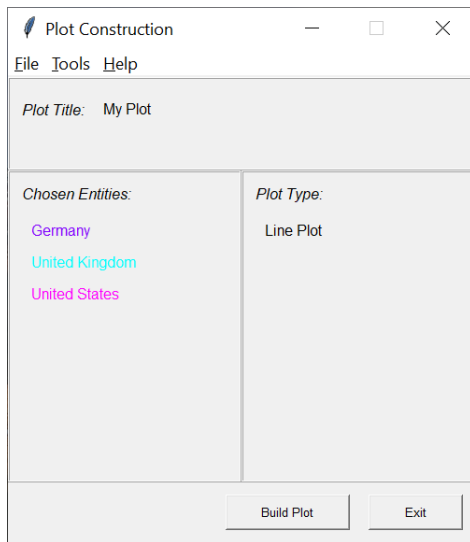 Plot Construction
File Tools Help
Plot Title: My Plot
Chosen Entities:
Germany
United Kingdom
United States
Plot Type:
Line Plot
Build Plot Exit